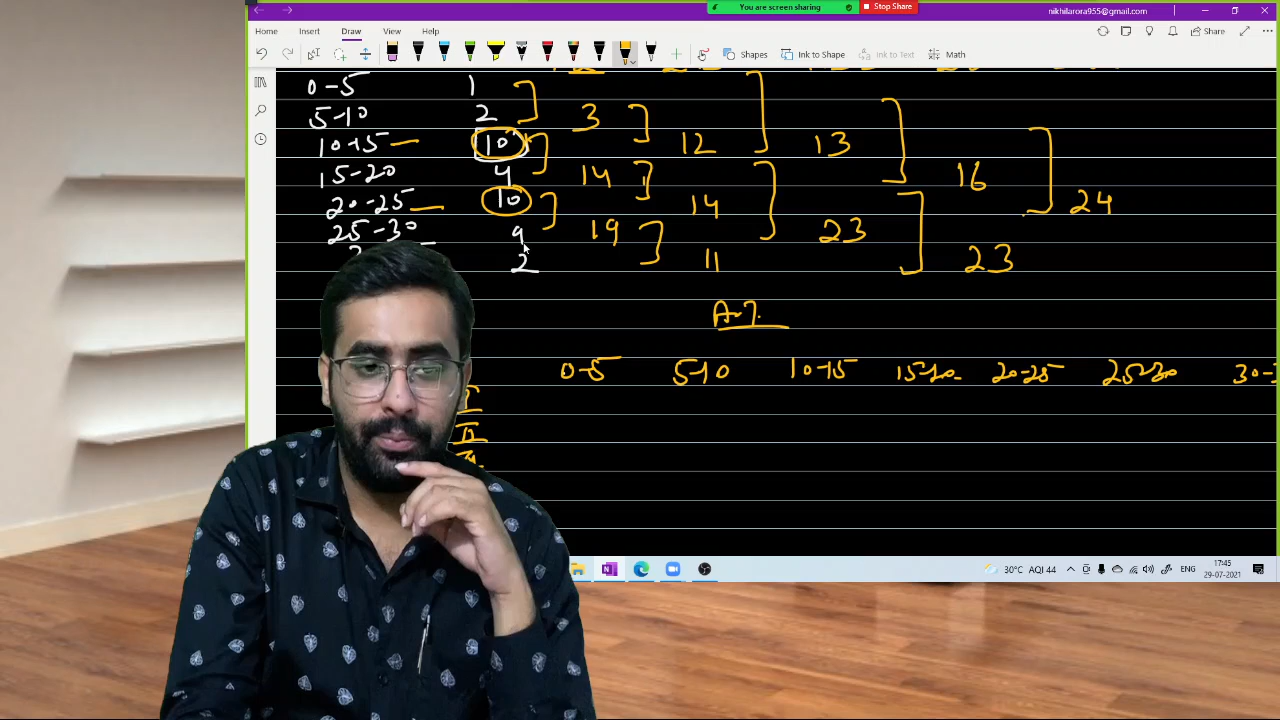 You are screen sharing Stop Share
nikhilarora955@gmail.com
Home Insert Draw View Help
Share
Shapes Ink to Shape Ink to Text Math
0-5 1
5-10 2 3
10-15 10 12 13
15-20 4 14 16
20-25 10 14 24
25-30 9 19 23
2 11 23
A.T.
0-5 5-10 10-15 15-20 20-25 25-30 30-
I
II
30°C AQI 44 ENG 17:45
29-07-2021